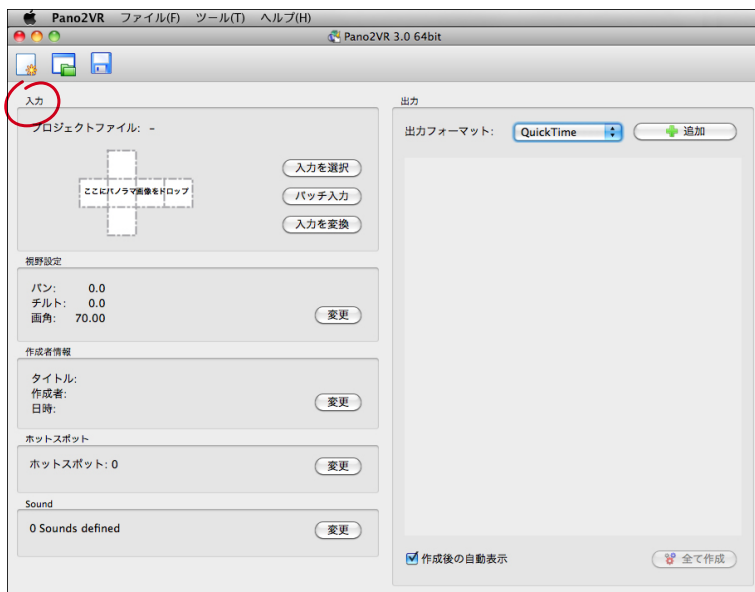 Pano2VR ファイル(F) ツール(T) ヘルプ(H)
Pano2VR 3.0 64bit
入力
プロジェクトファイル: –
ここにパノラマ画像をドロップ
入力を選択
パッチ入力
入力を変換
視野設定
パン: 0.0
チルト: 0.0
画角: 70.00
変更
作成者情報
タイトル:
作成者:
日時:
変更
ホットスポット
ホットスポット: 0
変更
Sound
0 Sounds defined
変更
出力
出力フォーマット: QuickTime 追加
作成後の自動表示
全て作成